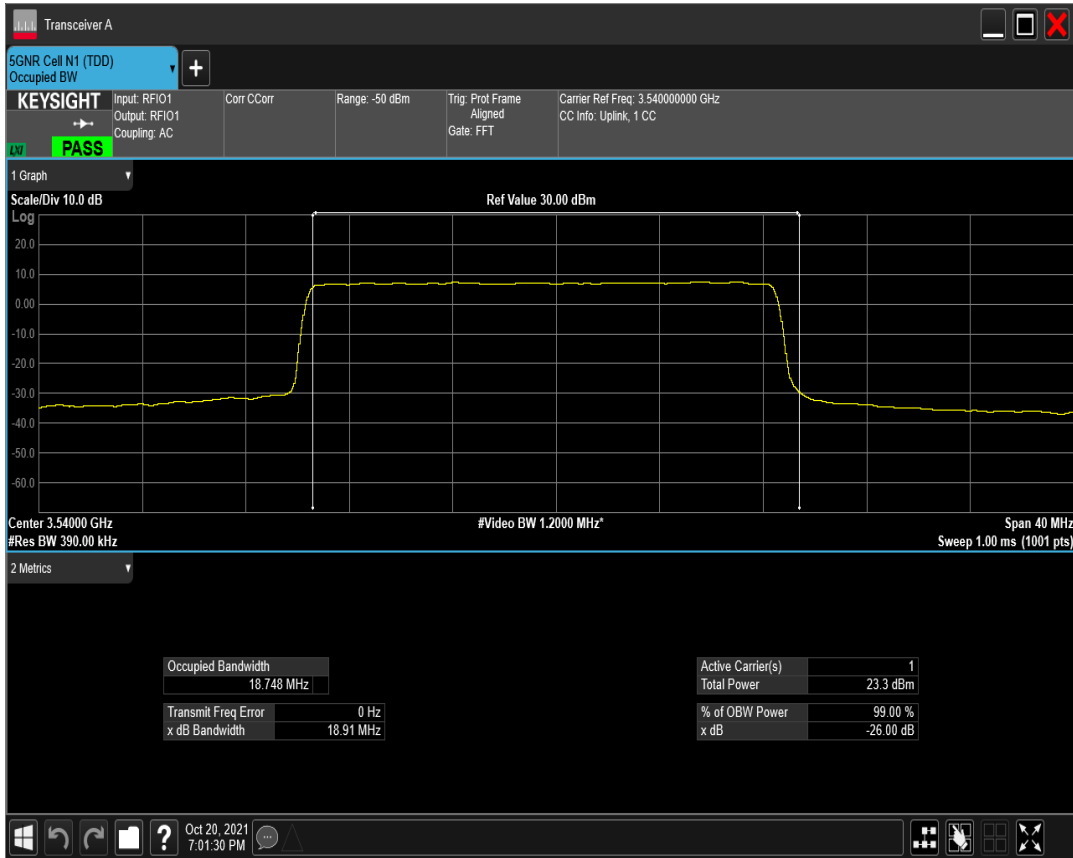 Transceiver A
5GNR Cell N1 (TDD)
Occupied BW
+
KEYSIGHT
LXI
PASS
Input: RFIO1
Output: RFIO1
Coupling: AC
Corr CCorr
Range: -50 dBm
Trig: Prot Frame
Aligned
Gate: FFT
Carrier Ref Freq: 3.540000000 GHz
CC Info: Uplink, 1 CC
1 Graph
Scale/Div 10.0 dB
Ref Value 30.00 dBm
Log
20.0
10.0
0.00
-10.0
-20.0
-30.0
-40.0
-50.0
-60.0
Center 3.54000 GHz
#Video BW 1.2000 MHz*
Span 40 MHz
#Res BW 390.00 kHz
Sweep 1.00 ms (1001 pts)
2 Metrics
Occupied Bandwidth
18.748 MHz
Transmit Freq Error 0 Hz
x dB Bandwidth 18.91 MHz
Active Carrier(s) 1
Total Power 23.3 dBm
% of OBW Power 99.00 %
x dB -26.00 dB
?
Oct 20, 2021
7:01:30 PM